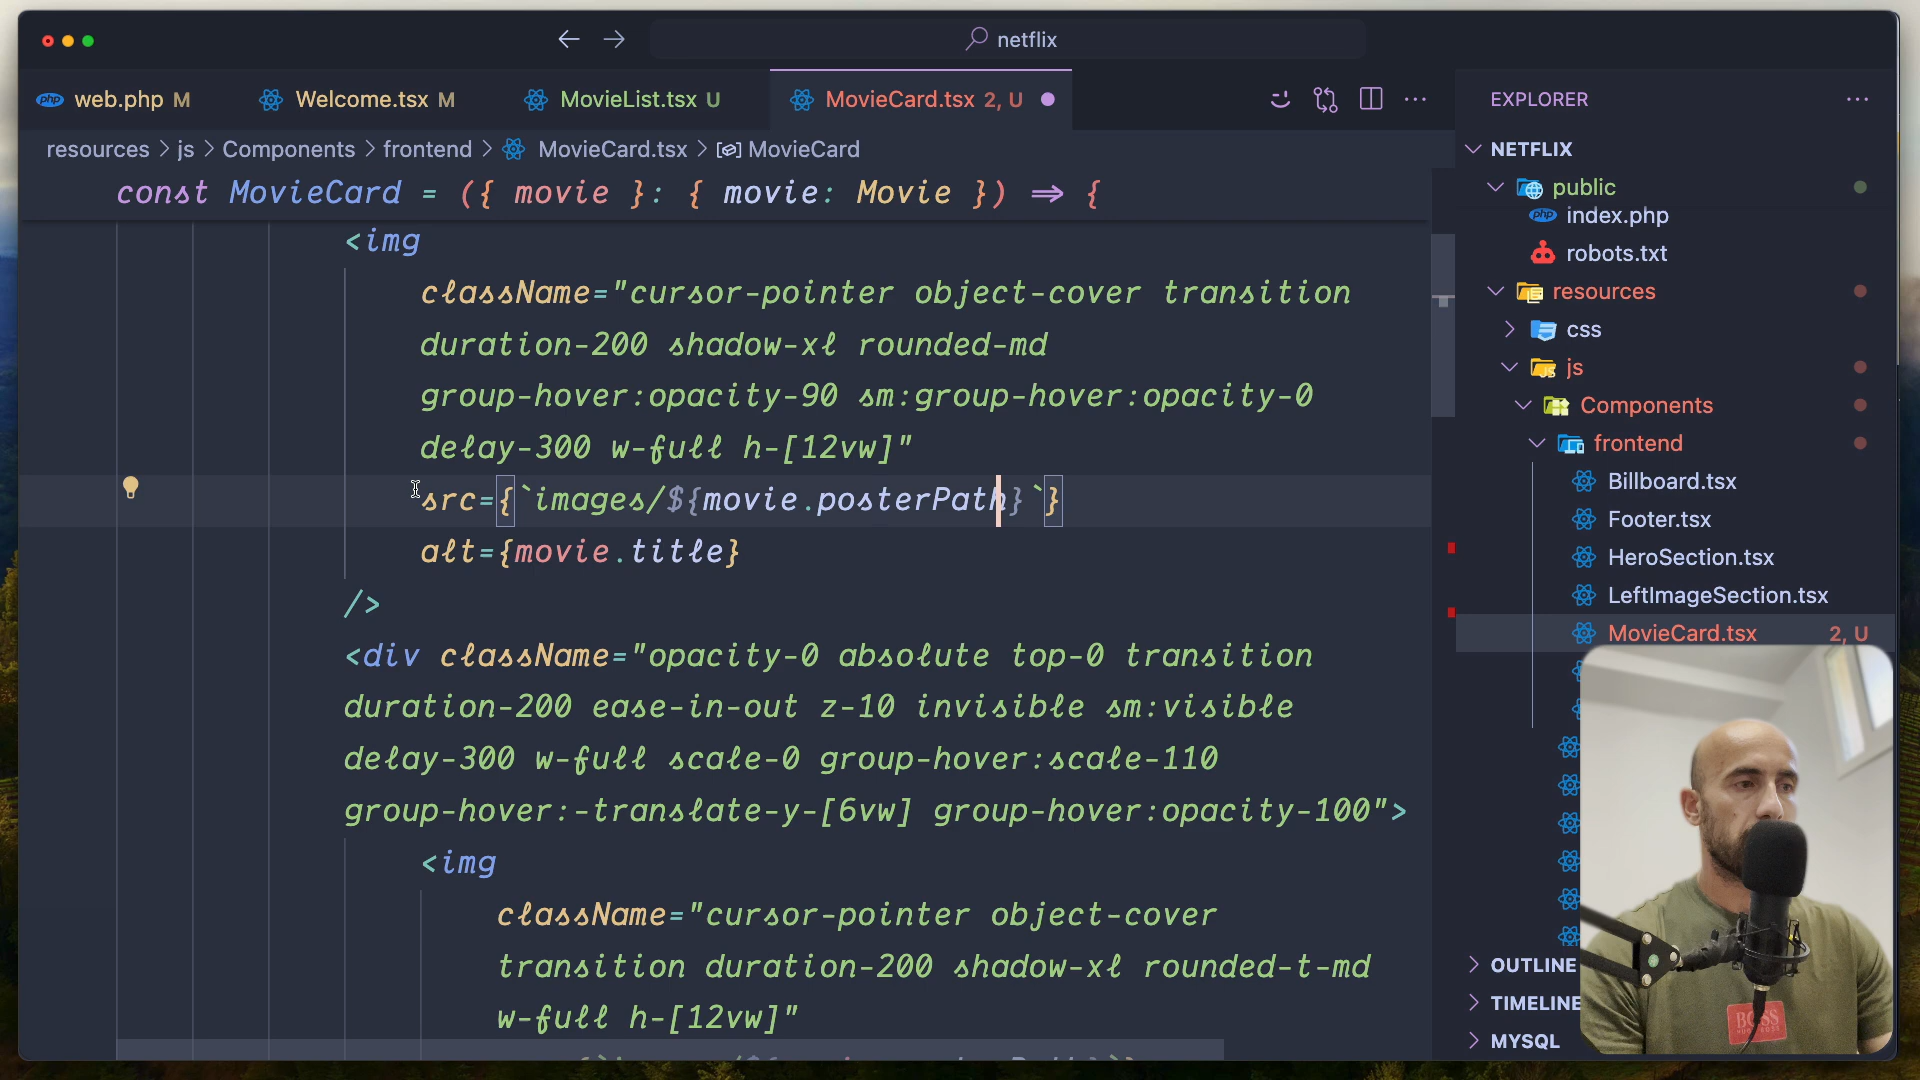 netflix
web.php M
Welcome.tsx M
MovieList.tsx U
MovieCard.tsx 2, U
resources > js > Components > frontend > MovieCard.tsx > MovieCard
const MovieCard = ({ movie }: { movie: Movie }) => {
<img
className="cursor-pointer object-cover transition
duration-200 shadow-xl rounded-md
group-hover:opacity-90 sm:group-hover:opacity-0
delay-300 w-full h-[12vw]"
src={`images/${movie.posterPath}`}
alt={movie.title}
/>
<div className="opacity-0 absolute top-0 transition
duration-200 ease-in-out z-10 invisible sm:visible
delay-300 w-full scale-0 group-hover:scale-110
group-hover:-translate-y-[6vw] group-hover:opacity-100">
<img
className="cursor-pointer object-cover
transition duration-200 shadow-xl rounded-t-md
w-full h-[12vw]"
EXPLORER
NETFLIX
public
index.php
robots.txt
resources
css
js
Components
frontend
Billboard.tsx
Footer.tsx
HeroSection.tsx
LeftImageSection.tsx
MovieCard.tsx 2, U
OUTLINE
TIMELINE
MYSQL
BOSS